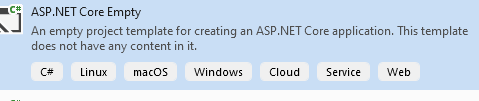 C#
ASP.NET Core Empty
An empty project template for creating an ASP.NET Core application. This template
does not have any content in it.
C# Linux macOS Windows Cloud Service Web